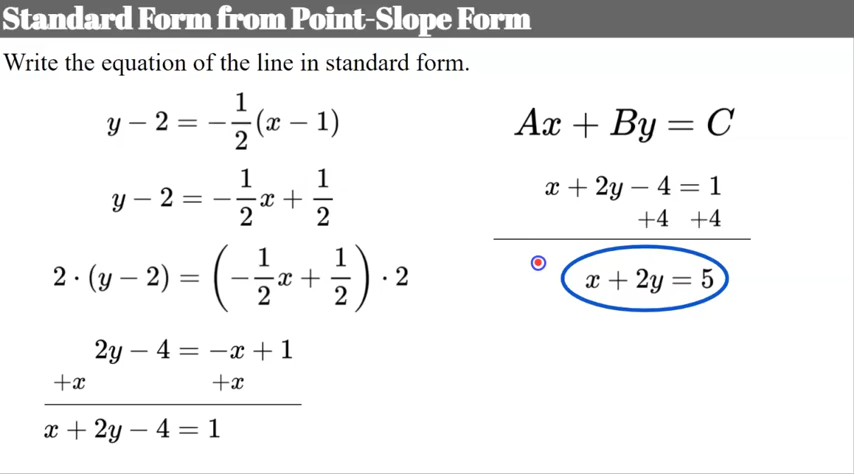 Standard Form from Point-Slope Form
Write the equation of the line in standard form.
y − 2 = −1/2(x − 1)
y − 2 = −1/2x + 1/2
2 · (y − 2) = (−1/2x + 1/2) · 2
2y − 4 = −x + 1
+x +x
x + 2y − 4 = 1
Ax + By = C
x + 2y − 4 = 1
+4 +4
x + 2y = 5